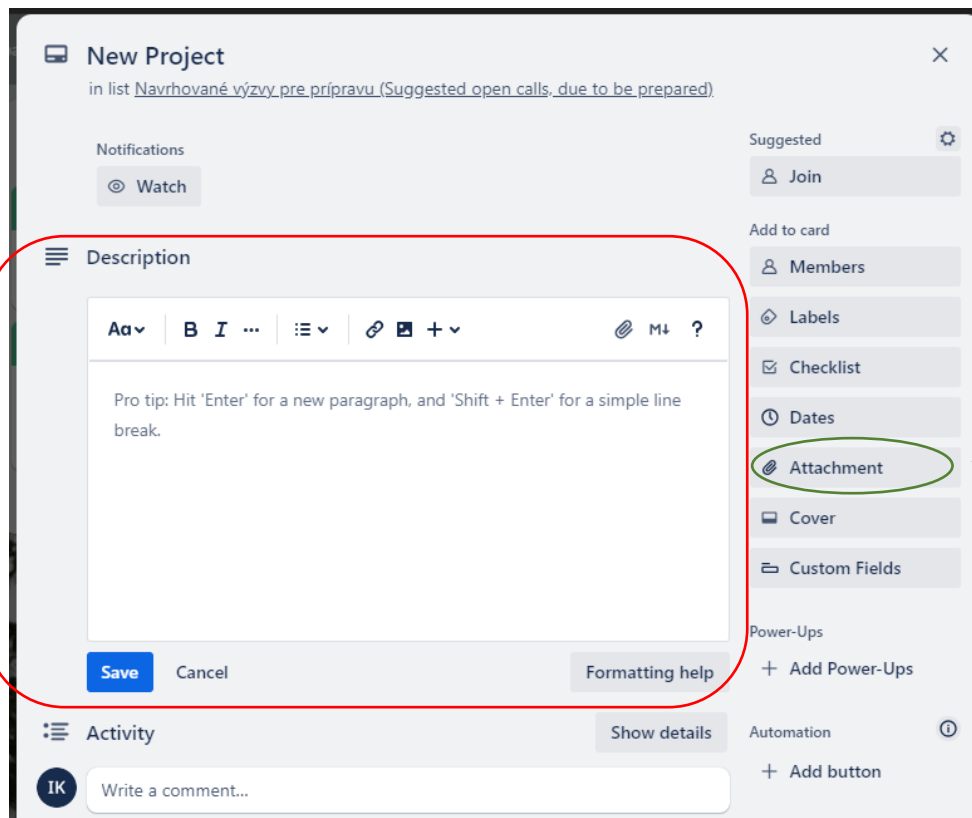 New Project
in list Navrhované výzvy pre prípravu (Suggested open calls, due to be prepared)
Notifications
Watch
Description
Aa
B I ...
M↓ ?
Pro tip: Hit 'Enter' for a new paragraph, and 'Shift + Enter' for a simple line
break.
Save Cancel Formatting help
Activity Show details
IK Write a comment...
Suggested
Join
Add to card
Members
Labels
Checklist
Dates
Attachment
Cover
Custom Fields
Power-Ups
+ Add Power-Ups
Automation
+ Add button